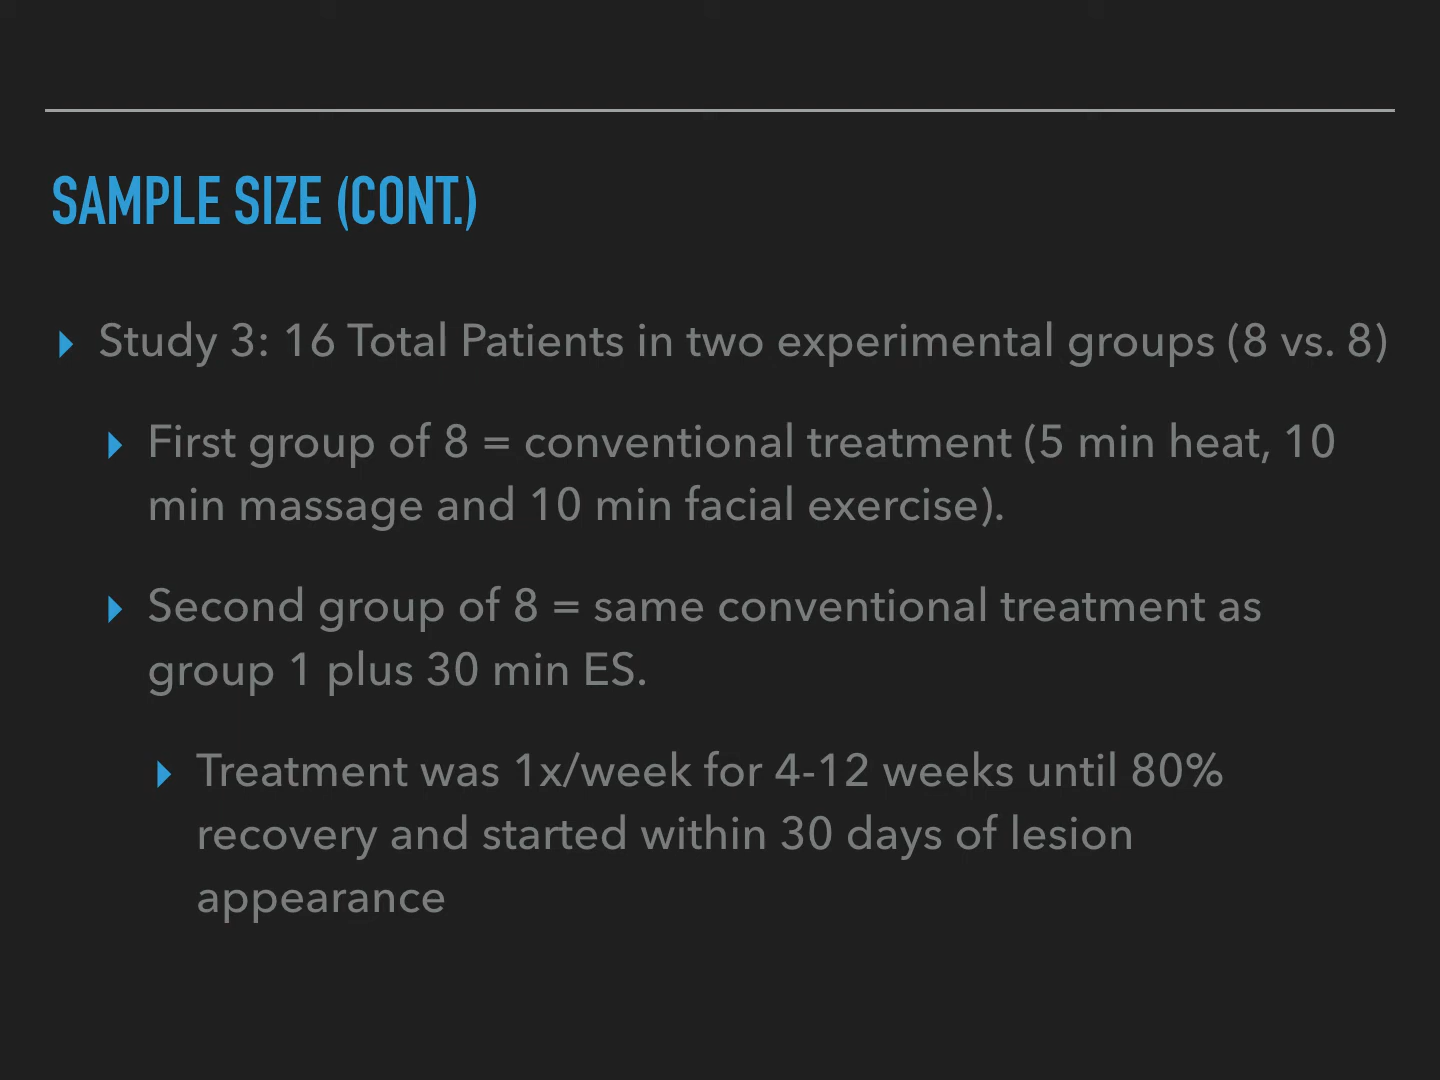 SAMPLE SIZE (CONT.)
Study 3: 16 Total Patients in two experimental groups (8 vs. 8)
First group of 8 = conventional treatment (5 min heat, 10
min massage and 10 min facial exercise).
Second group of 8 = same conventional treatment as
group 1 plus 30 min ES.
Treatment was 1x/week for 4-12 weeks until 80%
recovery and started within 30 days of lesion
appearance